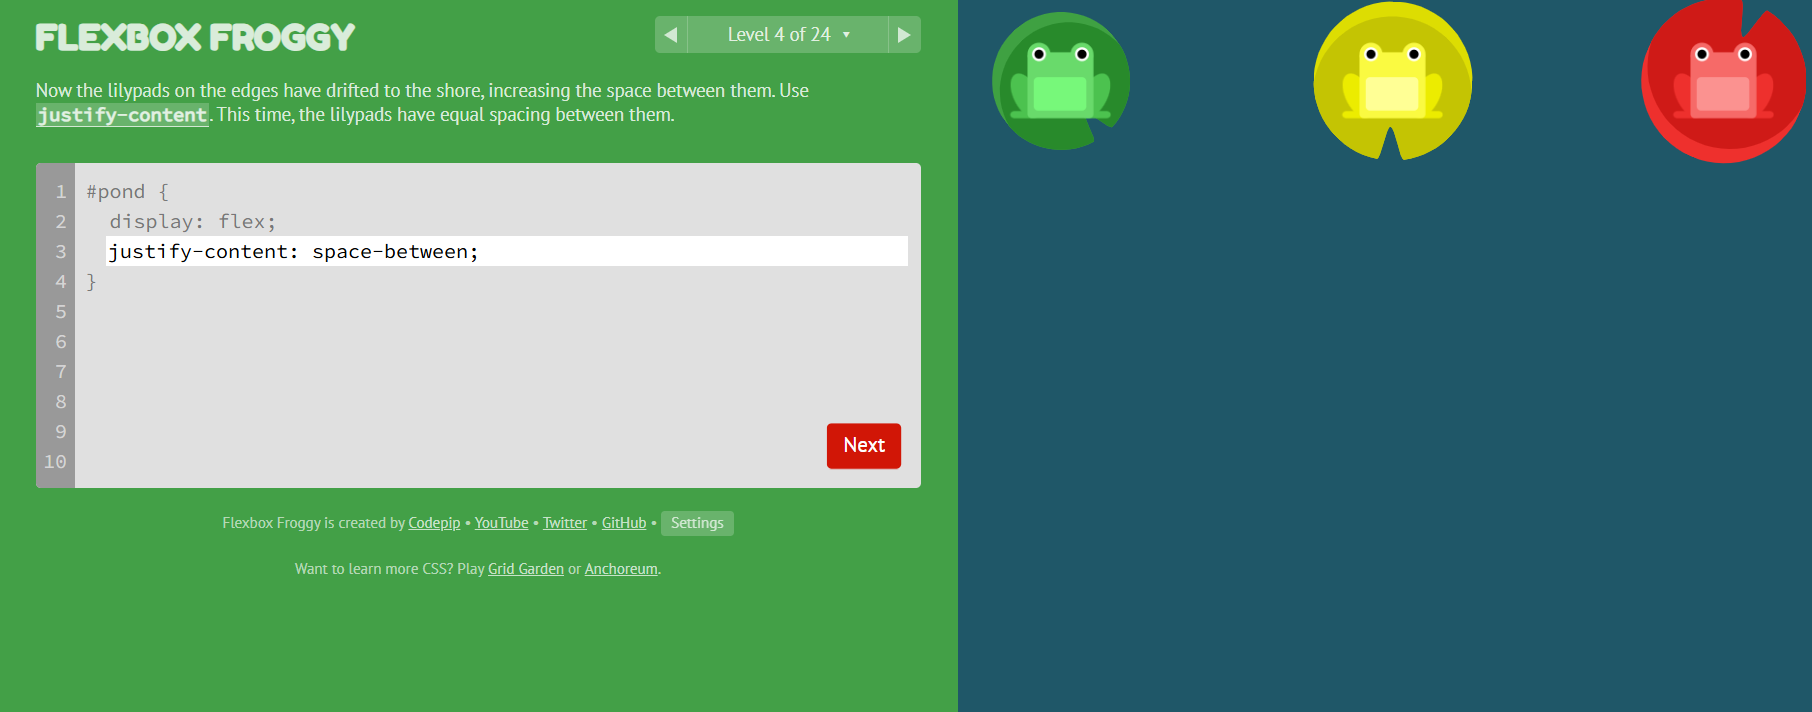 FLEXBOX FROGGY
Level 4 of 24 ▼
Now the lilypads on the edges have drifted to the shore, increasing the space between them. Use
justify-content. This time, the lilypads have equal spacing between them.
1 #pond {
2 display: flex;
3 justify-content: space-between;
4 }
5
6
7
8
9
10
Next
Flexbox Froggy is created by Codepip • YouTube • Twitter • GitHub • Settings
Want to learn more CSS? Play Grid Garden or Anchoreum.